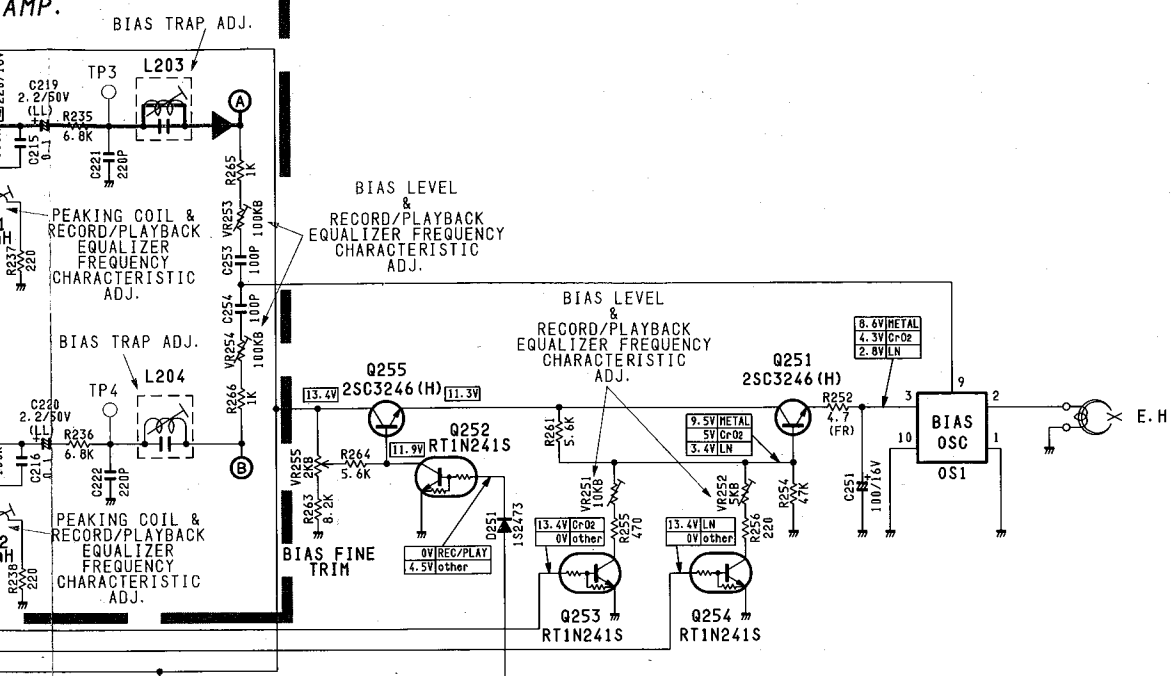 AMP.
BIAS TRAP ADJ.
L203
TP3
C219
2.2/50V
(LL)
R235
6.8K
C215
0.1
C221
220P
A
R265
1K
VR253
100KB
C253
100P
C254
100P
VR254
100KB
R266
1K
B
PEAKING COIL &
RECORD/PLAYBACK
EQUALIZER
FREQUENCY
CHARACTERISTIC
ADJ.
R237
220
BIAS LEVEL
&
RECORD/PLAYBACK
EQUALIZER FREQUENCY
CHARACTERISTIC
ADJ.
BIAS TRAP ADJ.
L204
TP4
C220
2.2/50V
(LL)
R236
6.8K
C216
0.1
C222
220P
PEAKING COIL &
RECORD/PLAYBACK
EQUALIZER
FREQUENCY
CHARACTERISTIC
ADJ.
R238
220
BIAS LEVEL
&
RECORD/PLAYBACK
EQUALIZER FREQUENCY
CHARACTERISTIC
ADJ.
Q255
2SC3246(H)
13.4V
11.3V
11.9V
Q252
RT1N241S
VR255
2KB
R264
5.6K
R263
8.2K
BIAS FINE
TRIM
0V REC/PLAY
4.5V other
D251
1S2473
R261
5.6K
Q251
2SC3246(H)
9.5V METAL
5V CrO2
3.4V LN
8.6V METAL
4.3V CrO2
2.8V LN
R252
4.7
(FR)
VR251
10KB
R255
470
VR252
5KB
R256
220
R254
47K
C251
100/16V
13.4V CrO2
0V other
13.4V LN
0V other
Q253
RT1N241S
Q254
RT1N241S
3
9
2
10
1
BIAS
OSC
OS1
E.H